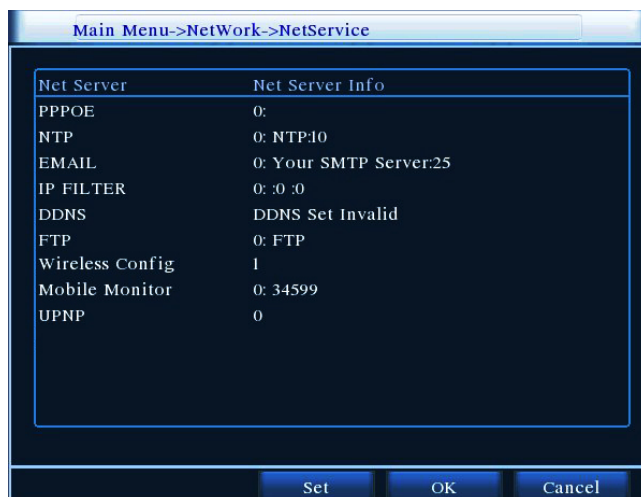 Main Menu->NetWork->NetService
Net Server Net Server Info
PPPOE 0:
NTP 0: NTP:10
EMAIL 0: Your SMTP Server:25
IP FILTER 0: :0 :0
DDNS DDNS Set Invalid
FTP 0: FTP
Wireless Config 1
Mobile Monitor 0: 34599
UPNP 0
Set OK Cancel